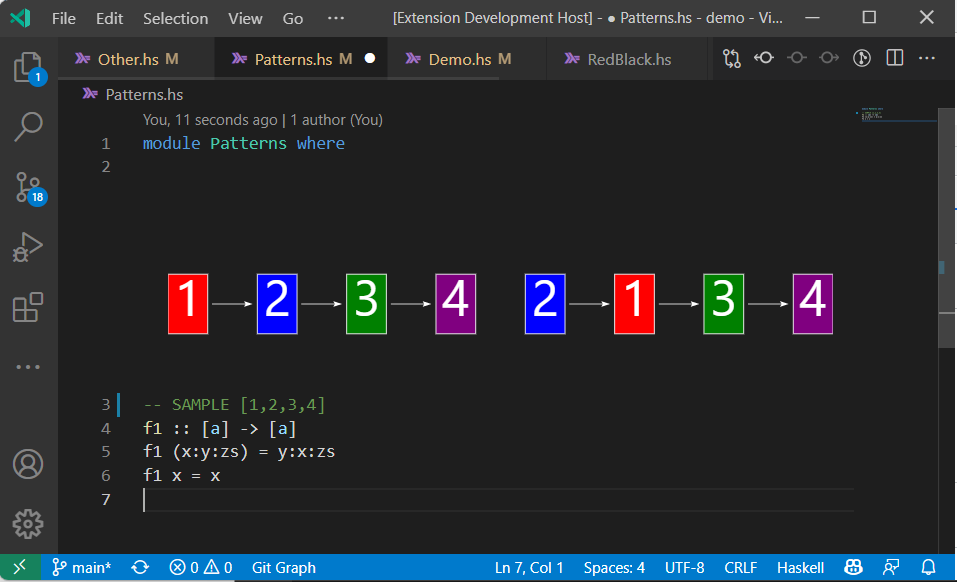 File Edit Selection View Go ··· [Extension Development Host] - ● Patterns.hs - demo - Vi...
Other.hs M Patterns.hs M ● Demo.hs M RedBlack.hs
1
Patterns.hs
You, 11 seconds ago | 1 author (You)
1 module Patterns where
2
18
1 2 3 4 2 1 3 4
3 -- SAMPLE [1,2,3,4]
4 f1 :: [a] -> [a]
5 f1 (x:y:zs) = y:x:zs
6 f1 x = x
7
main* 0 0 Git Graph Ln 7, Col 1 Spaces: 4 UTF-8 CRLF Haskell